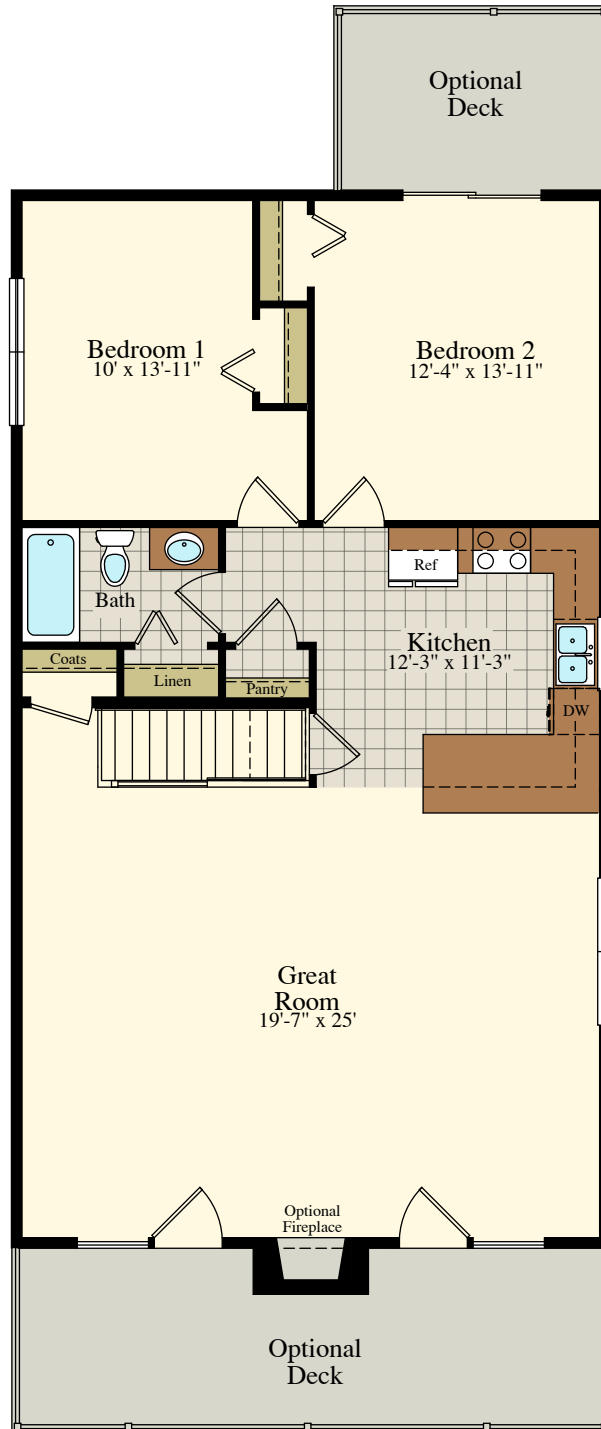 Optional
Deck
Bedroom 1
10' x 13'-11"
Bedroom 2
12'-4" x 13'-11"
Ref
Bath
Kitchen
12'-3" x 11'-3"
Coats
Linen
Pantry
DW
Great
Room
19'-7" x 25'
Optional
Fireplace
Optional
Deck